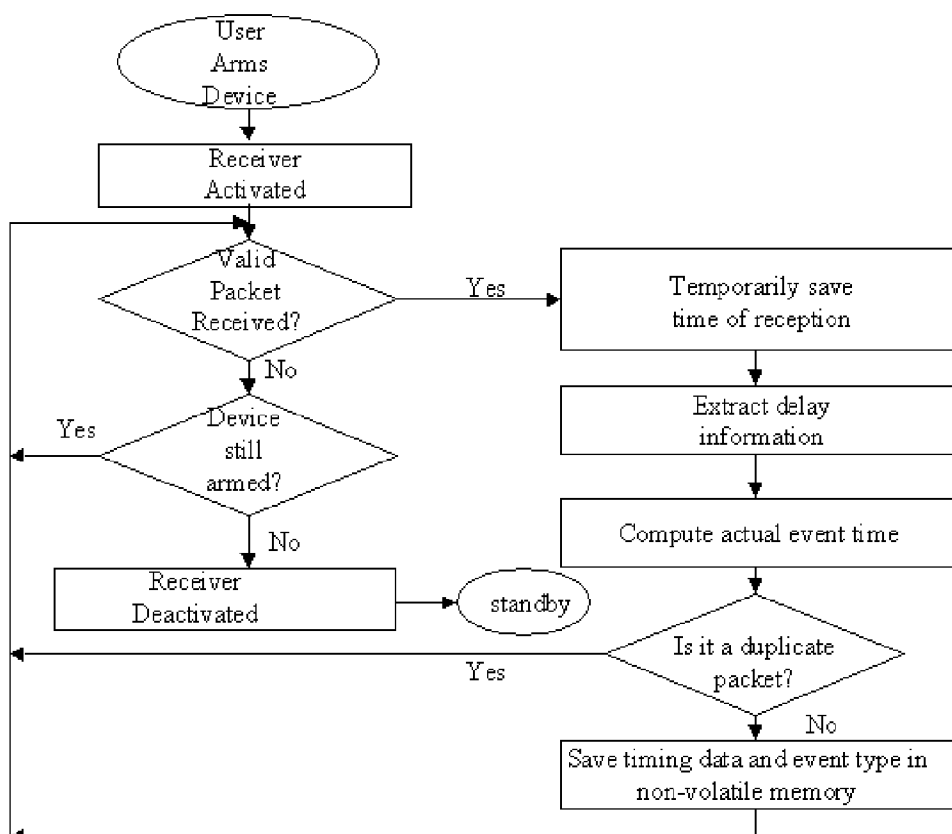 User
Arms
Device
Receiver
Activated
Valid
Packet
Received?
Yes
No
Temporarily save
time of reception
Extract delay
information
Compute actual event time
Is it a duplicate
packet?
Yes
No
Save timing data and event type in
non-volatile memory
Device
still
armed?
Yes
No
Receiver
Deactivated
standby